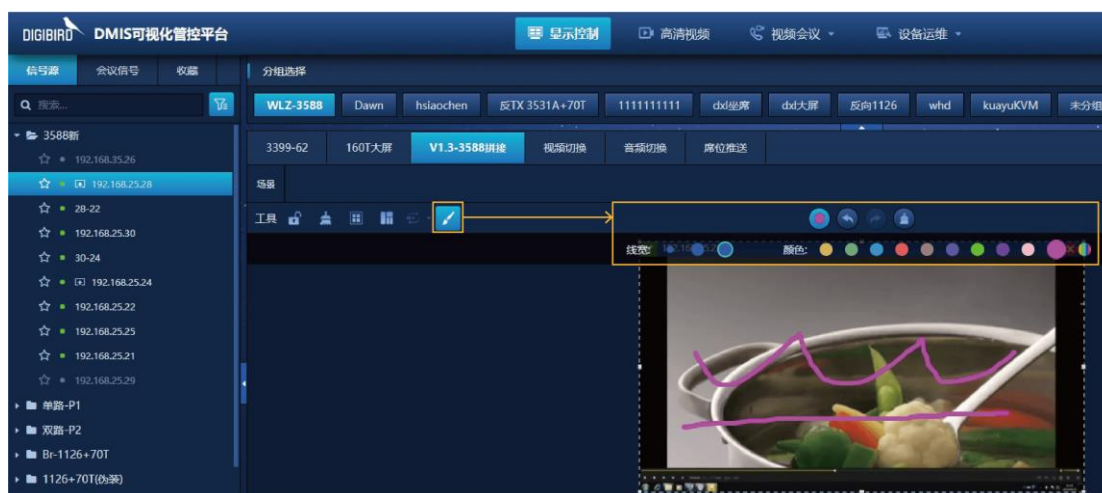 DIGIBIRD DMIS可视化管控平台 显示控制 高清视频 视频会议 设备运维
信号源 会议信号 收藏 分组选择
搜索... WLZ-3588 Dawn hsiaochen 反TX 3531A+70T 1111111111 dxl坐席 dxl大屏 反向1126 whd kuayuKVM 未分组
3588新
3399-62 160T大屏 V1.3-3588拼接 视频切换 音频切换 席位推送
192.168.35.26
192.168.25.28 场景
28-22 工具
192.168.25.30 线宽: 颜色:
30-24
192.168.25.24
192.168.25.22
192.168.25.25
192.168.25.21
192.168.25.29
单路-P1
双路-P2
Br-1126+70T
1126+70T(伪装)